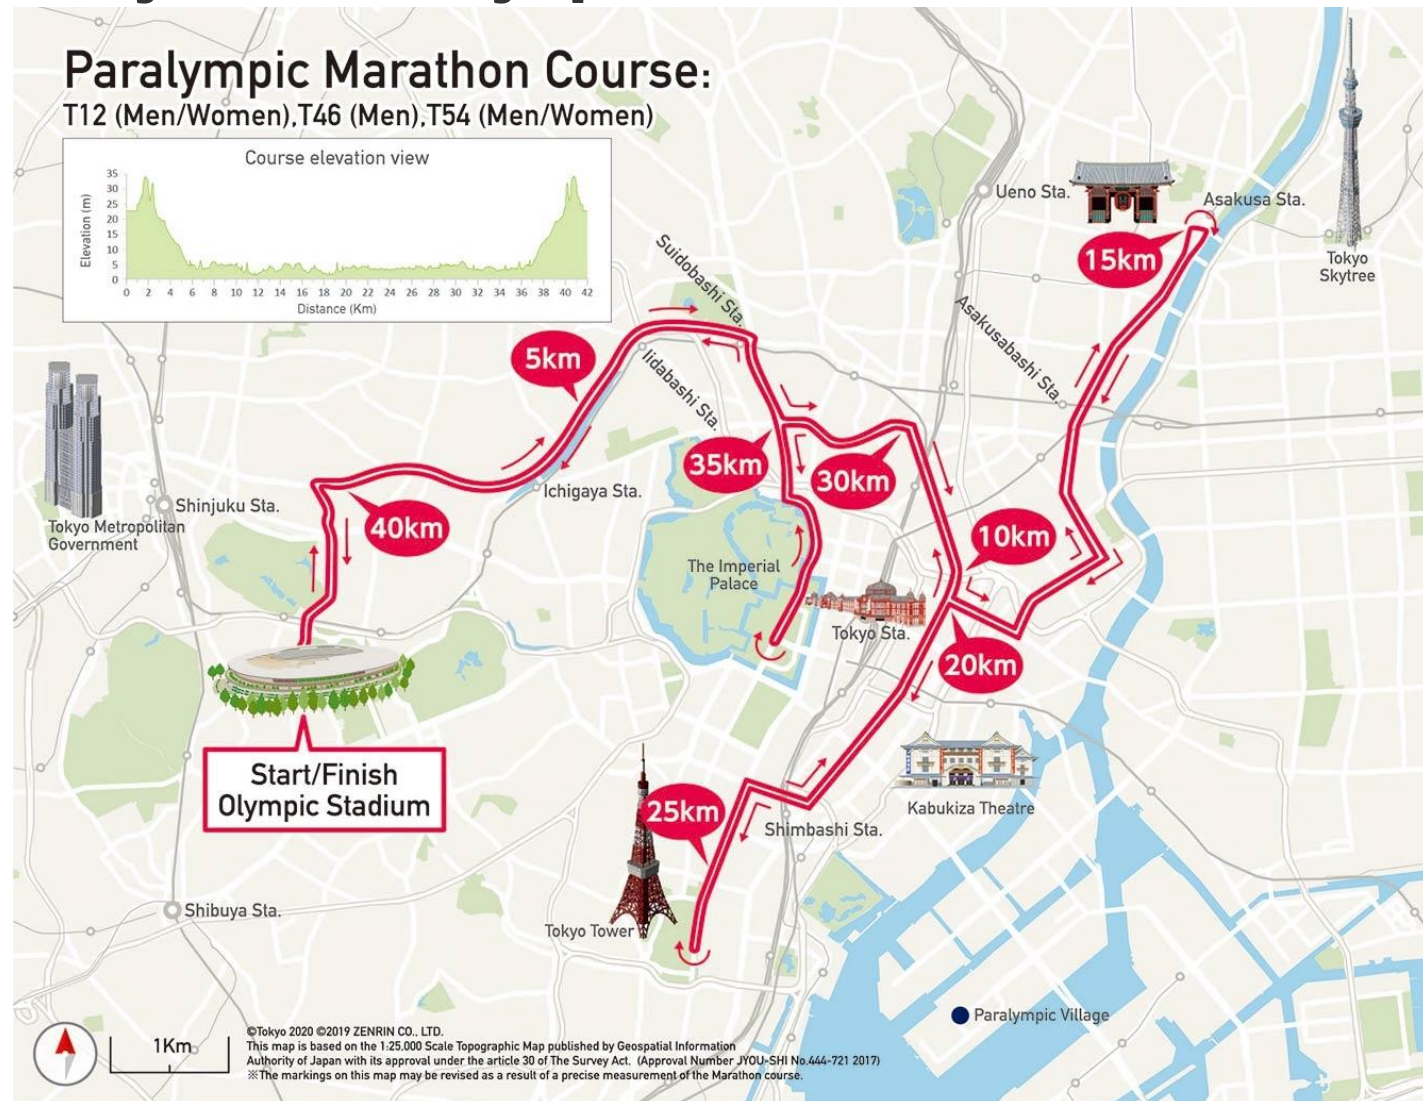 Paralympic Marathon Course:
T12 (Men/Women),T46 (Men),T54 (Men/Women)
Course elevation view
35
30
25
20
15
10
5
0
Elevation (m)
0 2 4 6 8 10 12 14 16 18 20 22 24 26 28 30 32 34 36 38 40 42
Distance (Km)
Ueno Sta.
Asakusa Sta.
15km
Tokyo
Skytree
Suidobashi Sta.
Asakusabashi Sta.
5km
Iidabashi Sta.
35km
30km
Ichigaya Sta.
Shinjuku Sta.
40km
Tokyo Metropolitan
Government
10km
The Imperial
Palace
Tokyo Sta.
20km
Start/Finish
Olympic Stadium
25km
Kabukiza Theatre
Shimbashi Sta.
Shibuya Sta.
Tokyo Tower
Paralympic Village
1Km
©Tokyo 2020 ©2019 ZENRIN CO., LTD.
This map is based on the 1:25,000 Scale Topographic Map published by Geospatial Information
Authority of Japan with its approval under the article 30 of The Survey Act. (Approval Number JYOU-SHI No.444-721 2017)
※The markings on this map may be revised as a result of a precise measurement of the Marathon course.